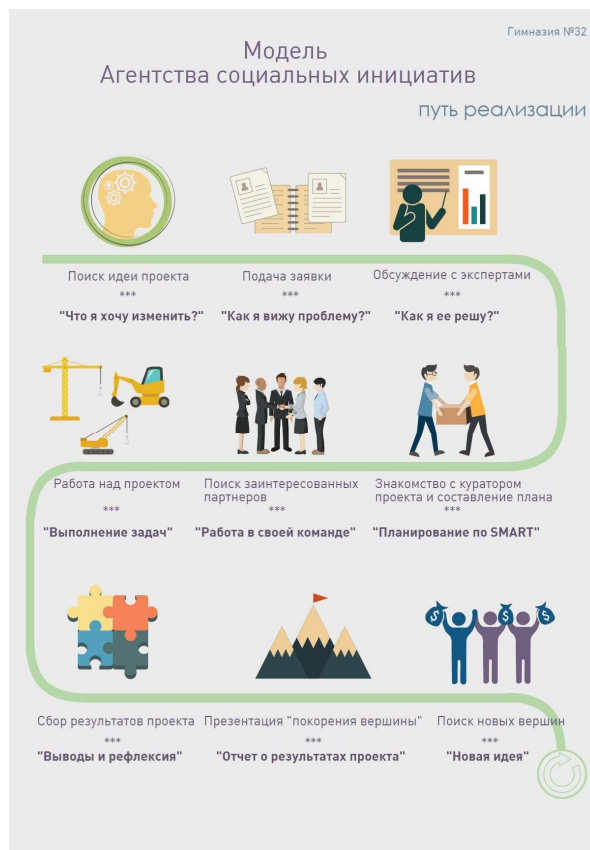 Гимназия №32
Модель
Агентства социальных инициатив
путь реализации
Поиск идеи проекта
***
"Что я хочу изменить?"
Подача заявки
***
"Как я вижу проблему?"
Обсуждение с экспертами
***
"Как я ее решу?"
Работа над проектом
***
"Выполнение задач"
Поиск заинтересованных
партнеров
***
"Работа в своей команде"
Знакомство с куратором
проекта и составление плана
***
"Планирование по SMART"
$ $ $
Сбор результатов проекта
***
"Выводы и рефлексия"
Презентация "покорения вершины"
***
"Отчет о результатах проекта"
Поиск новых вершин
***
"Новая идея"